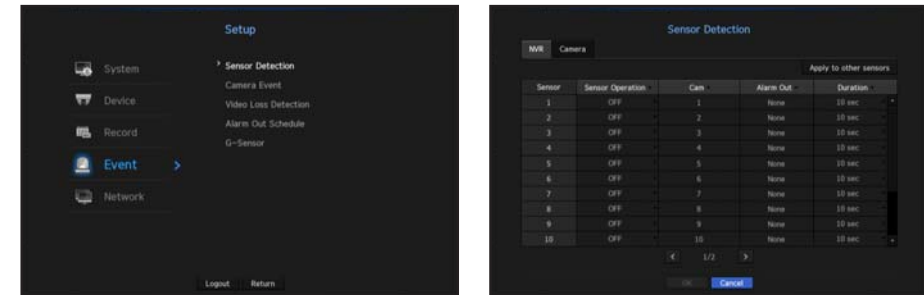 Setup
System
Device
Record
Event
Network
Sensor Detection
Camera Event
Video Loss Detection
Alarm Out Schedule
G-Sensor
Logout Return
Sensor Detection
NVR Camera
Apply to other sensors
Sensor Sensor Operation Cam Alarm Out Duration
1 OFF 1 None 10 sec
2 OFF 2 None 10 sec
3 OFF 3 None 10 sec
4 OFF 4 None 10 sec
5 OFF 5 None 10 sec
6 OFF 6 None 10 sec
7 OFF 7 None 10 sec
8 OFF 8 None 10 sec
9 OFF 9 None 10 sec
10 OFF 10 None 10 sec
1/2
OK Cancel